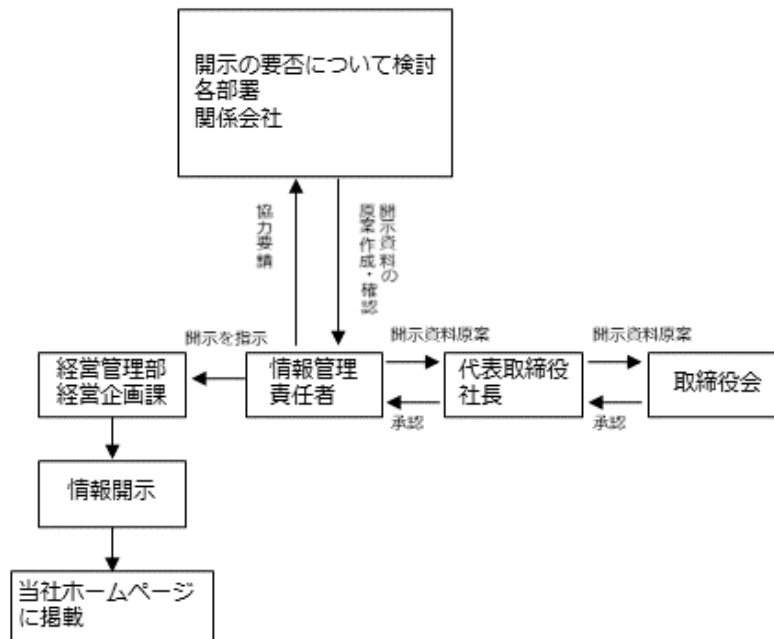 開示の要否について検討
各部署
関係会社
協力要請
開示資料の
原案作成・確認
開示を指示
開示資料原案
開示資料原案
経営管理部
経営企画課
情報管理
責任者
代表取締役
社長
取締役会
承認
承認
情報開示
当社ホームページ
に掲載